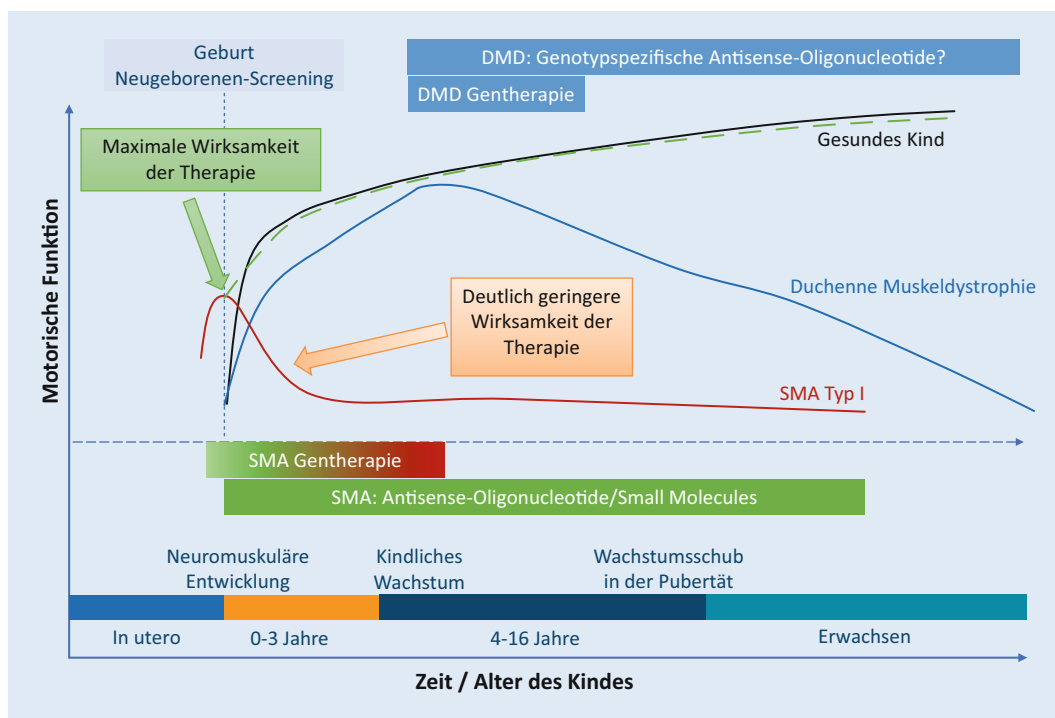 Geburt
Neugeborenen-Screening
DMD: Genotypspezifische Antisense-Oligonucleotide?
DMD Gentherapie
Maximale Wirksamkeit
der Therapie
Gesundes Kind
Motorische Funktion
Deutlich geringere
Wirksamkeit der
Therapie
Duchenne Muskeldystrophie
SMA Typ I
SMA Gentherapie
SMA: Antisense-Oligonucleotide/Small Molecules
Neuromuskuläre
Entwicklung
Kindliches
Wachstum
Wachstumsschub
in der Pubertät
In utero
0-3 Jahre
4-16 Jahre
Erwachsen
Zeit / Alter des Kindes